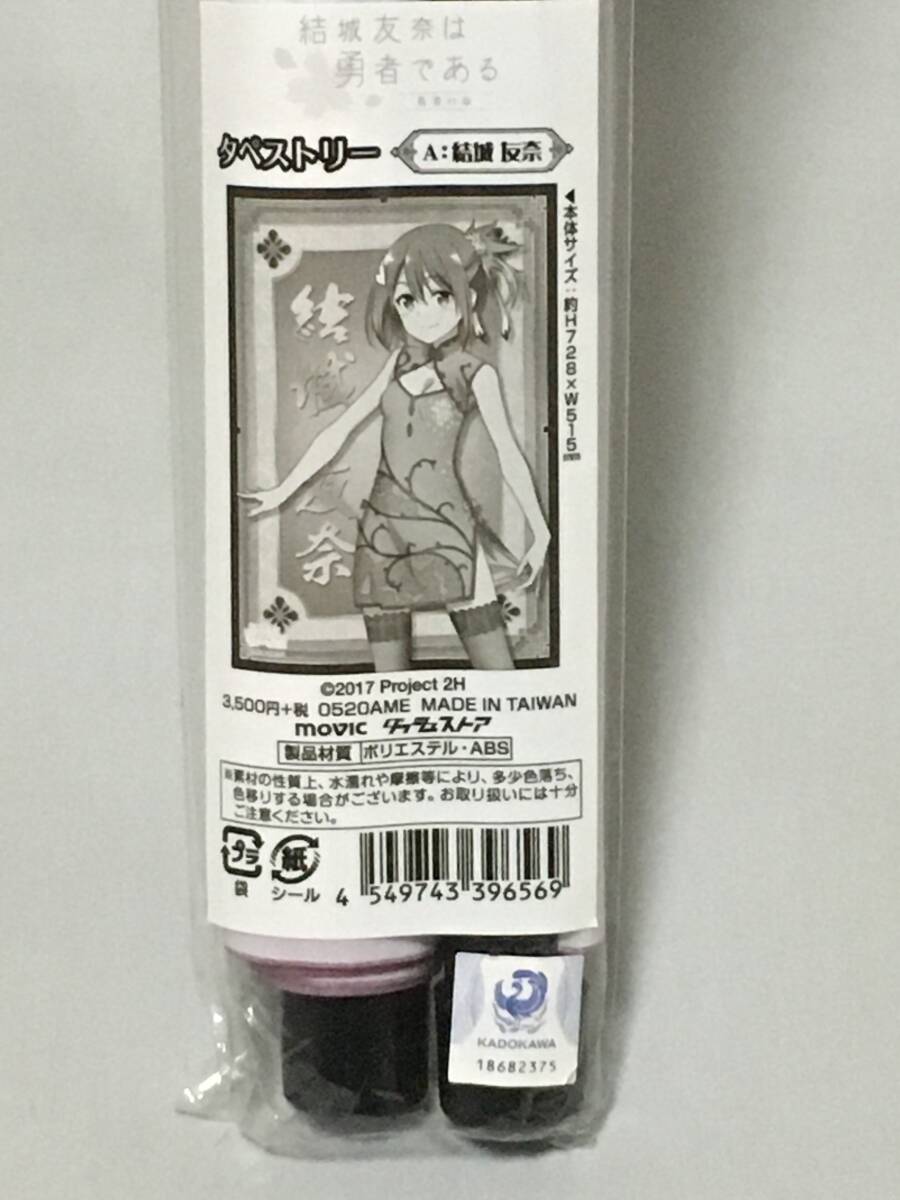 結城友奈は
勇者である
タペストリー
A:結城 友奈
◀本体サイズ:約H728×W515mm
結城友奈
©2017 Project 2H
3,500円+税 0520AME MADE IN TAIWAN
movic ダッシュストア
製品材質 ポリエステル・ABS
※素材の性質上、水濡れや摩擦等により、多少色落ち、
色移りする場合がございます。お取り扱いには十分
ご注意ください。
プラ
袋
紙
シール
4 549743 396569
KADOKAWA
18682375